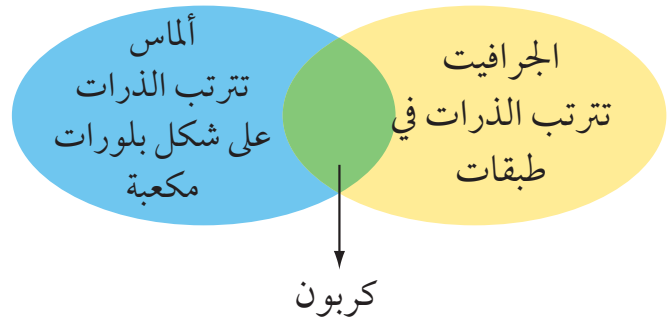 الجرافيت
تترتب الذرات في
طبقات
ألماس
تترتب الذرات
على شكل بلورات
مكعبة
كربون